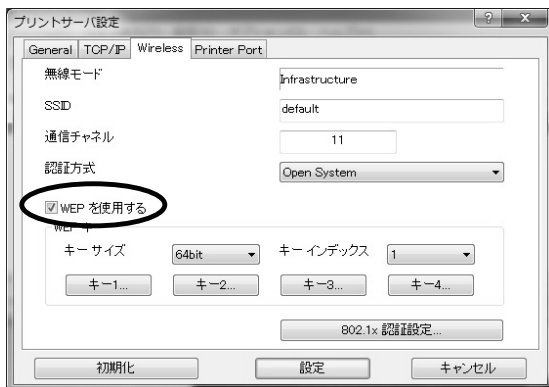 プリントサーバ設定
General TCP/IP Wireless Printer Port
無線モード Infrastructure
SSID default
通信チャネル 11
認証方式 Open System
WEP を使用する
WEP キー
キー サイズ 64bit キー インデックス 1
キー1... キー2... キー3... キー4...
802.1x 認証設定...
初期化 設定 キャンセル